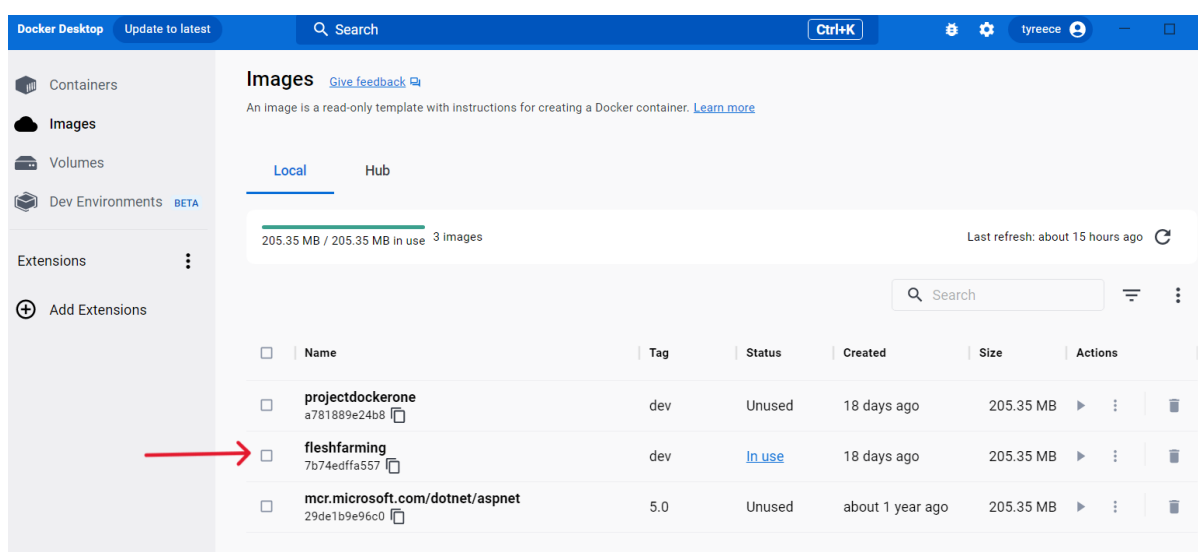 Docker Desktop Update to latest Search Ctrl+K tyreece
Containers
Images
Volumes
Dev Environments BETA
Extensions
Add Extensions
Images Give feedback
An image is a read-only template with instructions for creating a Docker container. Learn more
Local Hub
205.35 MB / 205.35 MB in use 3 images Last refresh: about 15 hours ago
Search
Name Tag Status Created Size Actions
projectdockerone dev Unused 18 days ago 205.35 MB
a781889e24b8
fleshfarming dev In use 18 days ago 205.35 MB
7b74edffa557
mcr.microsoft.com/dotnet/aspnet 5.0 Unused about 1 year ago 205.35 MB
29de1b9e96c0